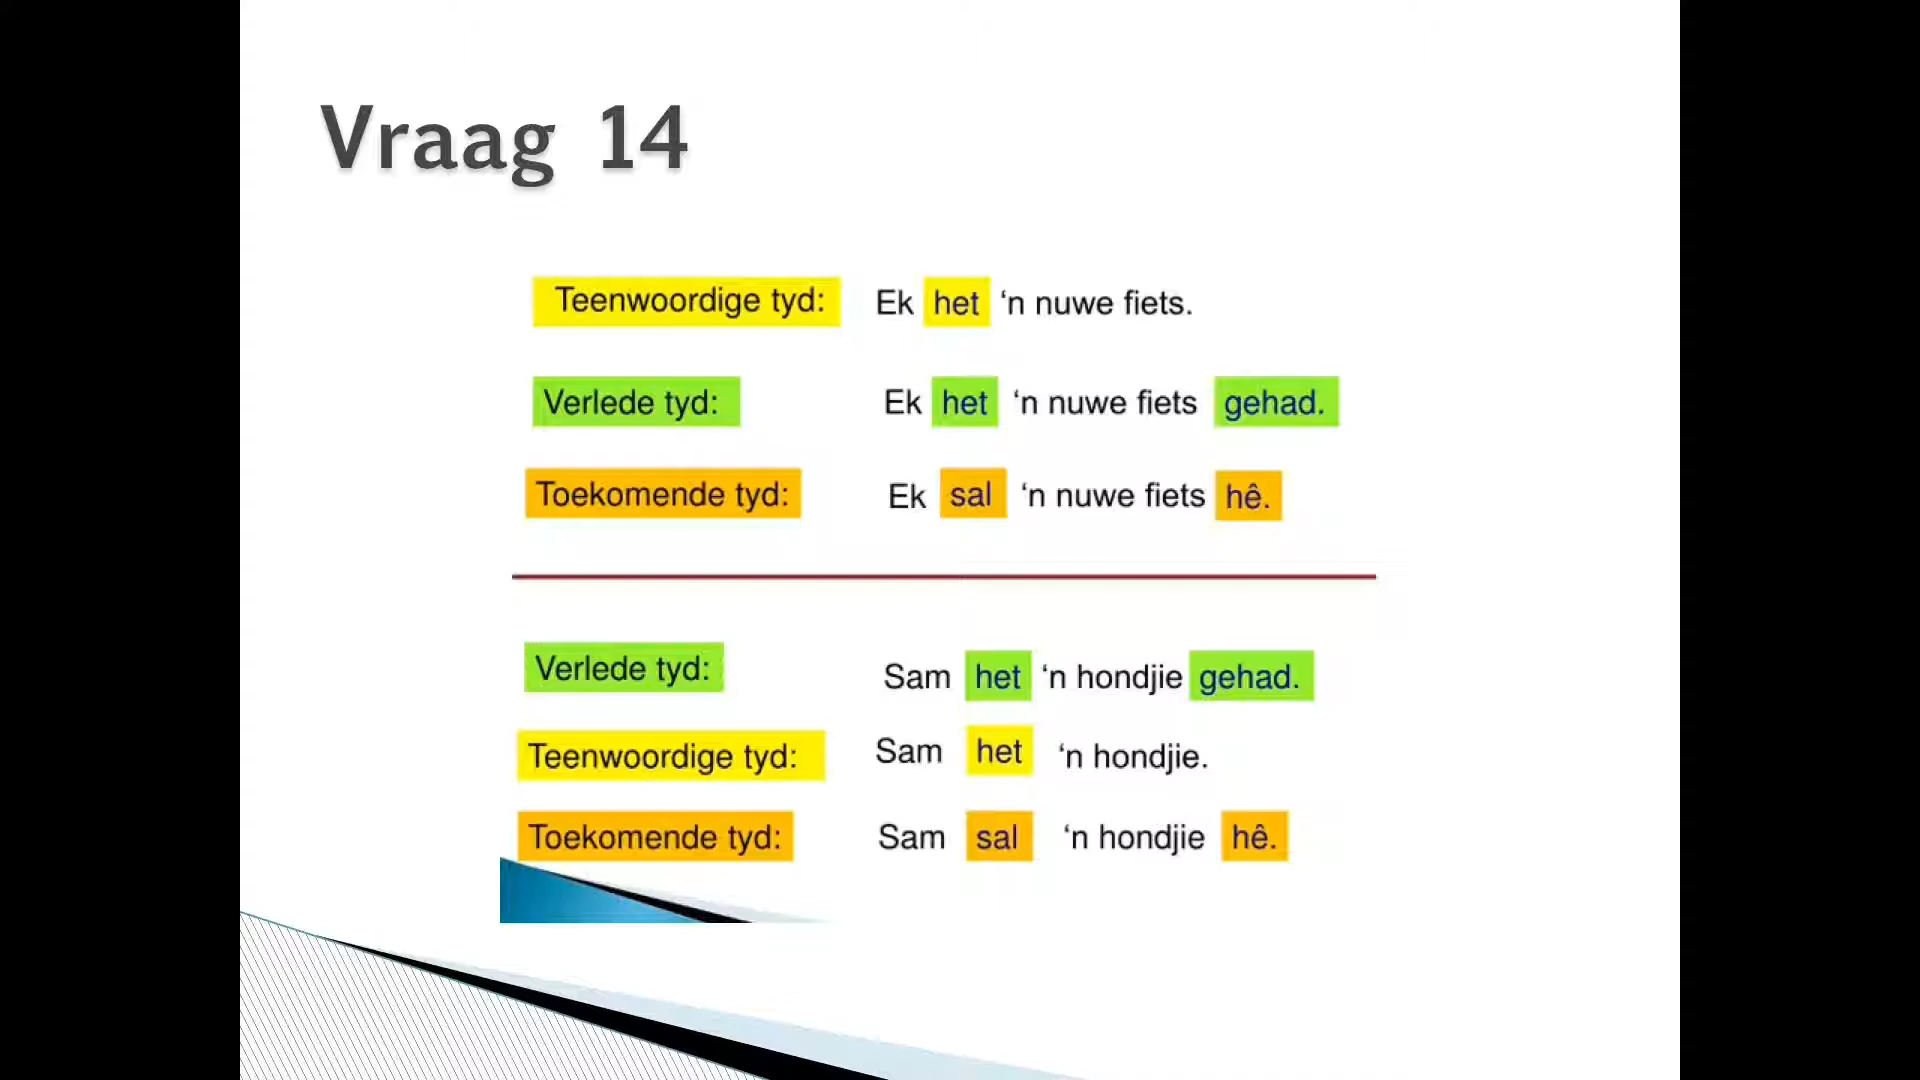 Vraag 14
Teenwoordige tyd: Ek het ‘n nuwe fiets.
Verlede tyd: Ek het ‘n nuwe fiets gehad.
Toekomende tyd: Ek sal ‘n nuwe fiets hê.
Verlede tyd: Sam het ‘n hondjie gehad.
Teenwoordige tyd: Sam het ‘n hondjie.
Toekomende tyd: Sam sal ‘n hondjie hê.